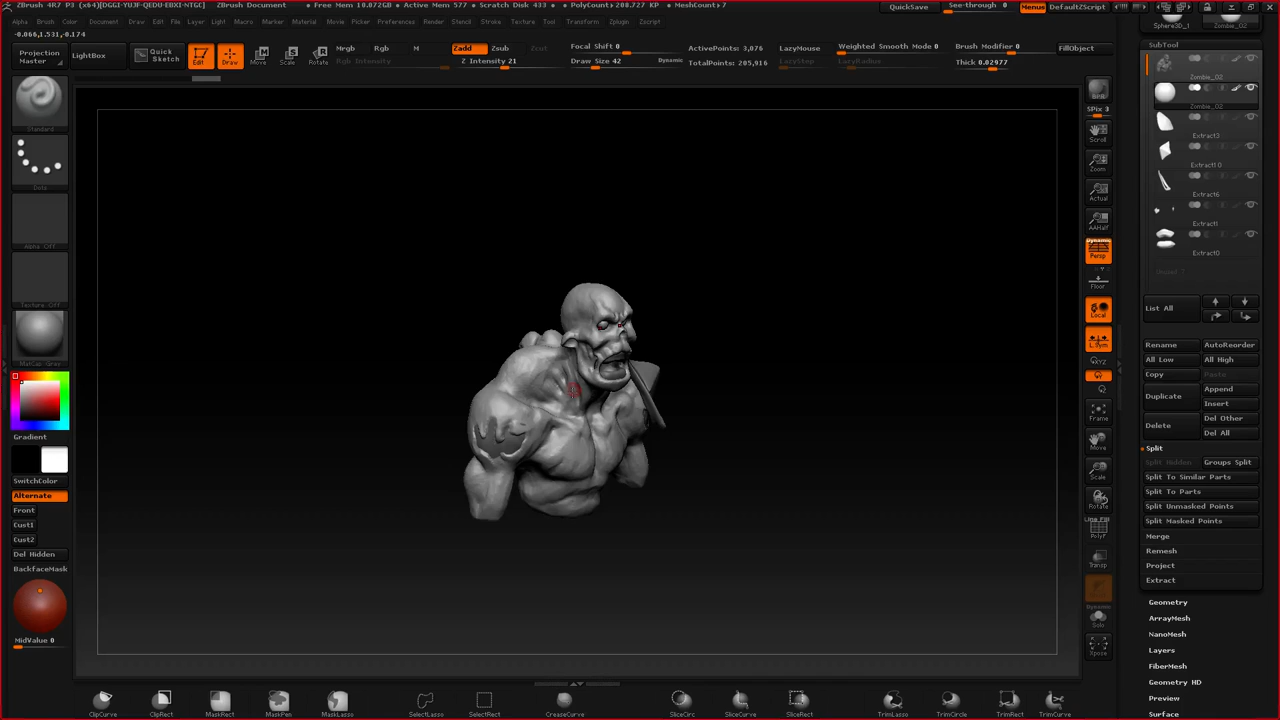 ZBrush 4R7 P3 (x64)[DGGI-YUJF-QEDU-EBXI-NTGC] ZBrush Document • Free Mem 10.072GB • Active Mem 577 • Scratch Disk 433 • PolyCount• 208.727 KP • MeshCount•7 QuickSave See-through 0 Menus DefaultZScript
Alpha Brush Color Document Draw Edit File Layer Light Macro Marker Material Movie Picker Preferences Render Stencil Stroke Texture Tool Transform Zplugin Zscript
-0.066,1.531,-0.174
Projection Master
LightBox
Quick Sketch
Edit
Draw
Move
Scale
Rotate
Mrgb Rgb M
Rgb Intensity
Zadd Zsub Zcut
Z Intensity 21
Focal Shift 0
Draw Size 42 Dynamic
ActivePoints: 3,076
TotalPoints: 205,916
LazyMouse
LazyStep
Weighted Smooth Mode 0
LazyRadius
Brush Modifier 0
Thick 0.02977
FillObject
Sphere3D_1 Zombie_02
SubTool
Zombie_02
Zombie_02
Extract3
Extract10
Extract6
Extract1
Extract0
Unused 7
List All
Rename AutoReorder
All Low All High
Copy Paste
Duplicate Append
Insert
Delete Del Other
Del All
Split
Split Hidden Groups Split
Split To Similar Parts
Split To Parts
Split Unmasked Points
Split Masked Points
Merge
Remesh
Project
Extract
Geometry
ArrayMesh
NanoMesh
Layers
FiberMesh
Geometry HD
Preview
Surface
Standard
Dots
Alpha Off
Texture Off
MatCap Gray
Gradient
SwitchColor
Alternate
Front
Cust1
Cust2
Del Hidden
BackfaceMask
MidValue 0
BPR
SPix 3
Scroll
Zoom
Actual
AAHalf
Dynamic
Persp
Floor
Local
L.Sym
Frame
Move
Scale
Rotate
Line Fill
PolyF
Transp
Dynamic
Solo
Xpose
ClipCurve ClipRect MaskRect MaskPen MaskLasso SelectLasso SelectRect CreaseCurve SliceCirc SliceCurve SliceRect TrimLasso TrimCircle TrimRect TrimCurve